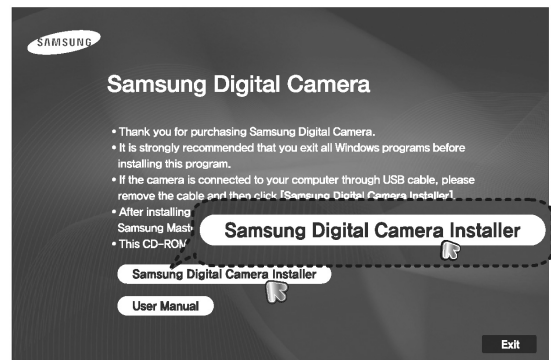 SAMSUNG
Samsung Digital Camera
• Thank you for purchasing Samsung Digital Camera.
• It is strongly recommended that you exit all Windows programs before
installing this program.
• If the camera is connected to your computer through USB cable, please
remove the cable and then click [Samsung Digital Camera Installer].
• After installing
Samsung Mast
• This CD-ROM
Samsung Digital Camera Installer
Samsung Digital Camera Installer
User Manual
Exit